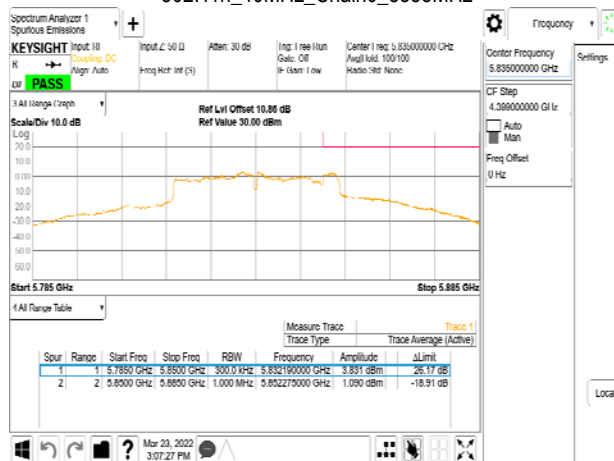 Spectrum Analyzer 1
Spurious Emissions
Frequency
KEYSIGHT Input: RF Input Z: 50 Ω Atten: 30 dB Trig: Free Run Center Freq: 5.835000000 GHz
Coupling: DC Gate: Off Avg|Hold: 100/100
Align: Auto Freq Ref: Int (S) IF Gain: Low Radio Std: None
PASS
Center Frequency
5.835000000 GHz
Settings
CF Step
4.399000000 GHz
Auto
Man
Freq Offset
0 Hz
3 All Range Graph
Ref Lvl Offset 10.86 dB
Scale/Div 10.0 dB Ref Value 30.00 dBm
Log
20.0
10.0
0.00
10.0
20.0
-30.0
-40.0
50.0
60.0
Start 5.785 GHz Stop 5.885 GHz
4 All Range Table
Measure Trace Trace 1
Trace Type Trace Average (Active)
Spur Range Start Freq Stop Freq RBW Frequency Amplitude ΔLimit
1 1 5.7850 GHz 5.8500 GHz 300.0 kHz 5.832190000 GHz 3.831 dBm 26.17 dB
2 2 5.8500 GHz 5.8850 GHz 1.000 MHz 5.852275000 GHz 1.090 dBm -18.91 dB
Local
? Mar 23, 2022
3:07:27 PM